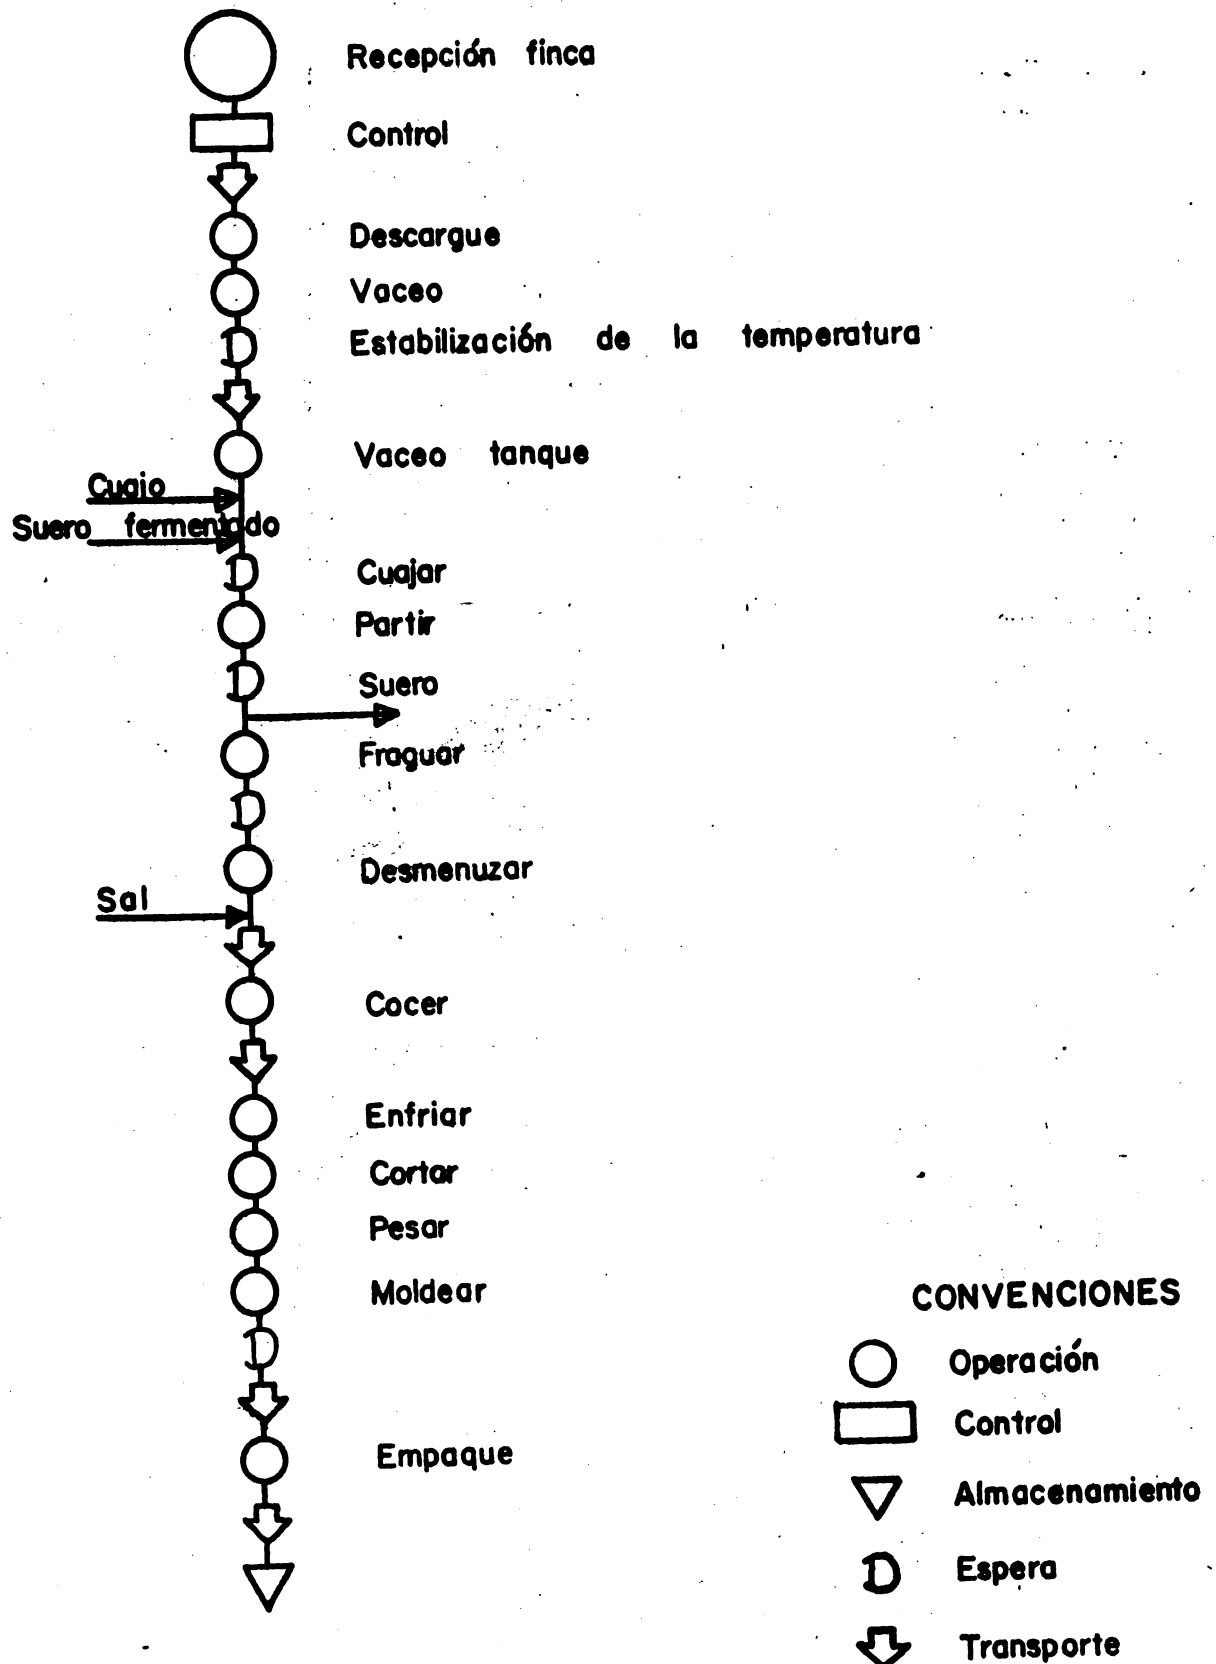 Recepción finca
Control
Descargue
Vaceo
Estabilización de la temperatura
Vaceo tanque
Cuajo
Suero fermentado
Cuajar
Partir
Suero
Fraguar
Desmenuzar
Sal
Cocer
Enfriar
Cortar
Pesar
Moldear
Empaque
CONVENCIONES
Operación
Control
Almacenamiento
Espera
Transporte